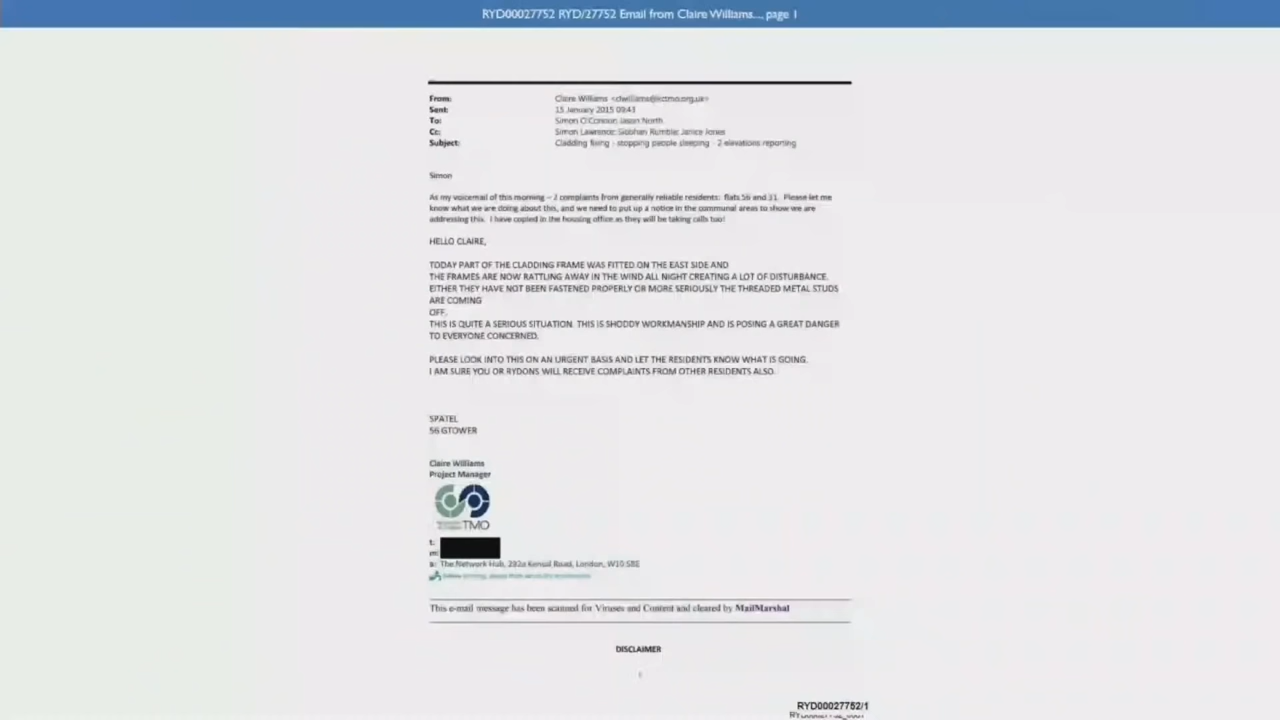 RYD00027752 RYD/27752 Email from Claire Williams..., page 1
From: Claire Williams <clwilliams@kctmo.org.uk>
Sent: 15 January 2015 09:43
To: Simon O'Connor; Jason North
Cc: Simon Lawrence; Siobhan Rumble; Janice Jones
Subject: Cladding fixing - stopping people sleeping - 2 elevations reporting
Simon
As my voicemail of this morning – 2 complaints from generally reliable residents: flats 56 and 31. Please let me
know what we are doing about this, and we need to put up a notice in the communal areas to show we are
addressing this. I have copied in the housing office as they will be taking calls too!
HELLO CLAIRE,
TODAY PART OF THE CLADDING FRAME WAS FITTED ON THE EAST SIDE AND
THE FRAMES ARE NOW RATTLING AWAY IN THE WIND ALL NIGHT CREATING A LOT OF DISTURBANCE.
EITHER THEY HAVE NOT BEEN FASTENED PROPERLY OR MORE SERIOUSLY THE THREADED METAL STUDS
ARE COMING
OFF.
THIS IS QUITE A SERIOUS SITUATION. THIS IS SHODDY WORKMANSHIP AND IS POSING A GREAT DANGER
TO EVERYONE CONCERNED.
PLEASE LOOK INTO THIS ON AN URGENT BASIS AND LET THE RESIDENTS KNOW WHAT IS GOING.
I AM SURE YOU OR RYDONS WILL RECEIVE COMPLAINTS FROM OTHER RESIDENTS ALSO.
SPATEL
56 GTOWER
Claire Williams
Project Manager
TMO
t:
m:
a: The Network Hub, 292a Kensal Road, London, W10 5BE
This e-mail message has been scanned for Viruses and Content and cleared by MailMarshal
DISCLAIMER
1
RYD00027752/1